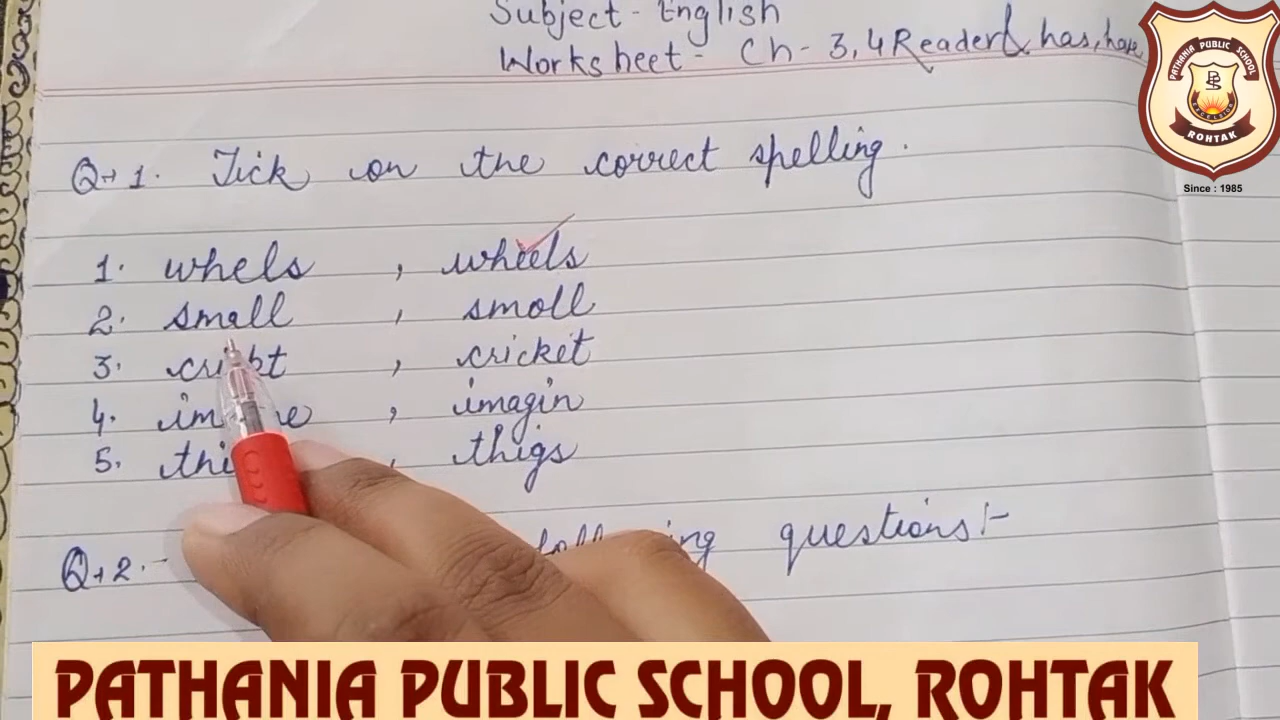 Subject - English
Worksheet - Ch - 3, 4 Reader & has, have
Q→1. Tick on the correct spelling.
1. whels , wheels
2. small , smoll
3. , cricket
4. , imagin
5. , thigs
Q→2. - questions:-
PATHANIA PUBLIC SCHOOL
PPS
EXCELSIOR
ROHTAK
Since : 1985
PATHANIA PUBLIC SCHOOL, ROHTAK